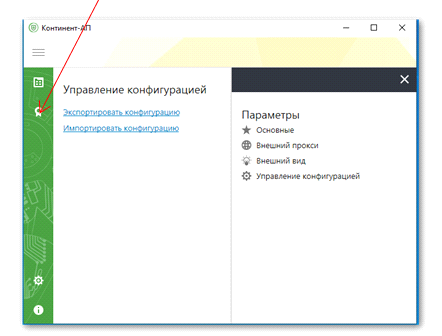 Континент-АП
Управление конфигурацией
Экспортировать конфигурацию
Импортировать конфигурацию
Параметры
Основные
Внешний прокси
Внешний вид
Управление конфигурацией